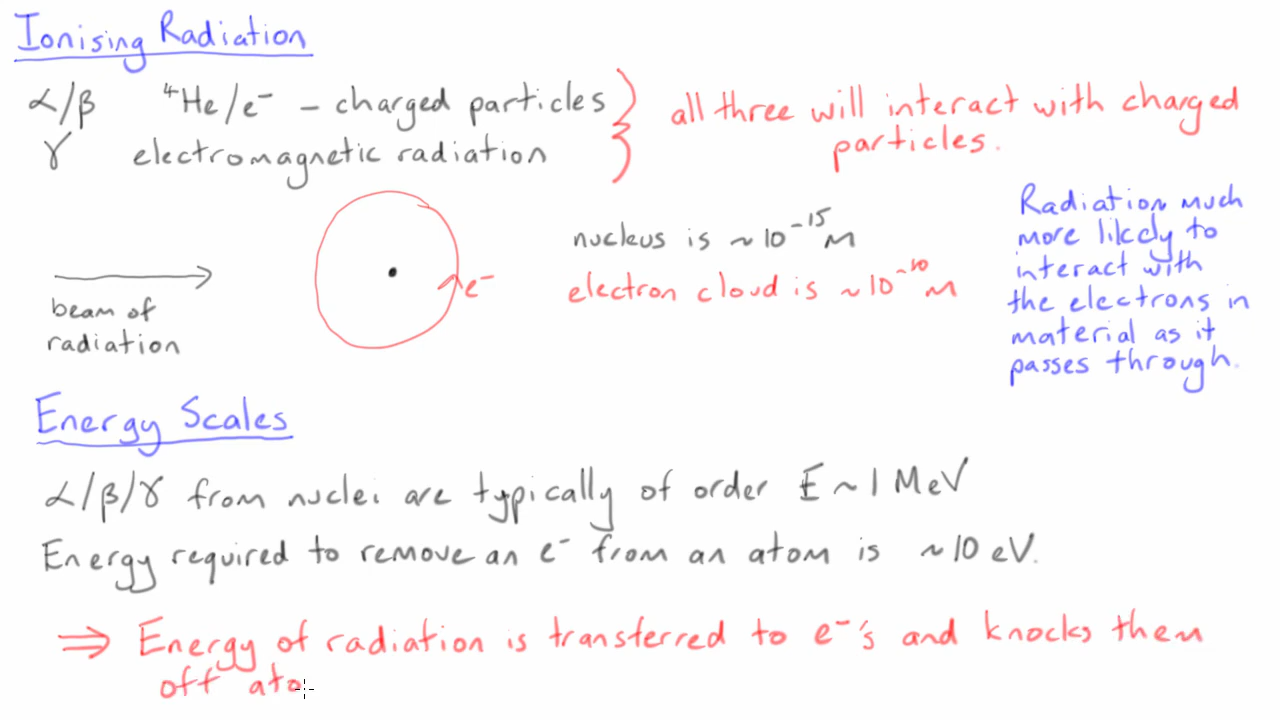 Ionising Radiation
α/β ⁴He/e⁻ – charged particles
γ electromagnetic radiation
all three will interact with charged
particles.
beam of
radiation
e⁻
nucleus is ~10⁻¹⁵ m
electron cloud is ~10⁻¹⁰ m
Radiation much
more likely to
interact with
the electrons in
material as it
passes through.
Energy Scales
α/β/γ from nuclei are typically of order E ~ 1 MeV
Energy required to remove an e⁻ from an atom is ~10 eV.
⇒ Energy of radiation is transferred to e⁻'s and knocks them
off ato